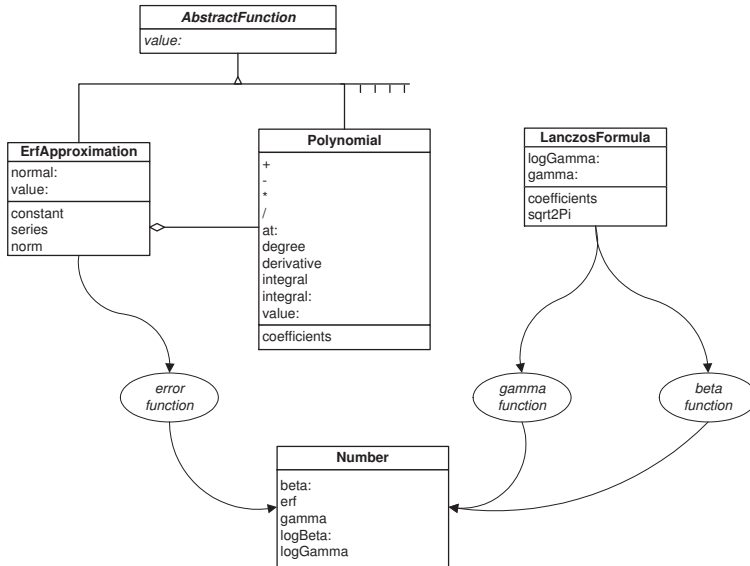 AbstractFunction
value:
ErfApproximation
normal:
value:
constant
series
norm
Polynomial
+
-
*
/
at:
degree
derivative
integral
integral:
value:
coefficients
LanczosFormula
logGamma:
gamma:
coefficients
sqrt2Pi
error
function
gamma
function
beta
function
Number
beta:
erf
gamma
logBeta:
logGamma